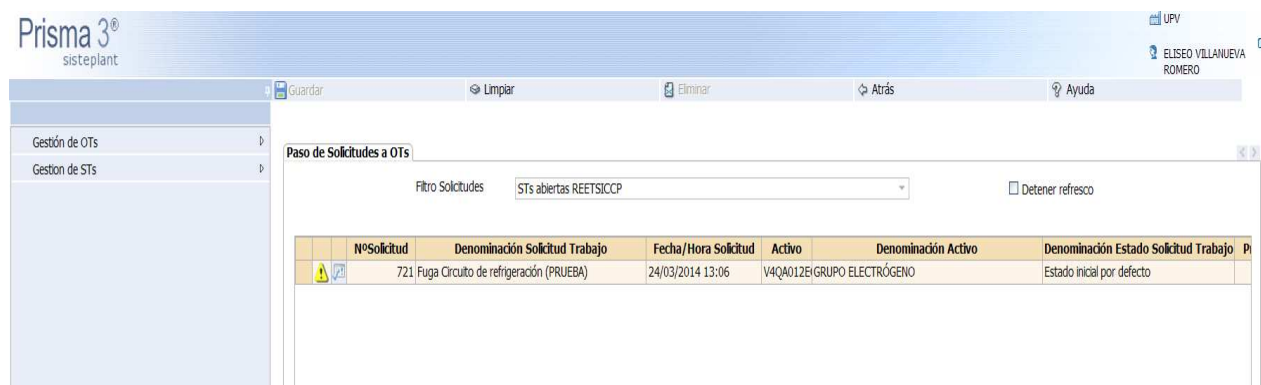 Prisma 3®
sisteplant
UPV
ELISEO VILLANUEVA
ROMERO
Guardar Limpiar Eliminar Atrás Ayuda
Gestión de OTs
Gestion de STs
Paso de Solicitudes a OTs
Filtro Solicitudes STs abiertas REETSICCP Detener refresco
NºSolicitud Denominación Solicitud Trabajo Fecha/Hora Solicitud Activo Denominación Activo Denominación Estado Solicitud Trabajo
721 Fuga Circuito de refrigeración (PRUEBA) 24/03/2014 13:06 V4QA012E GRUPO ELECTRÓGENO Estado inicial por defecto